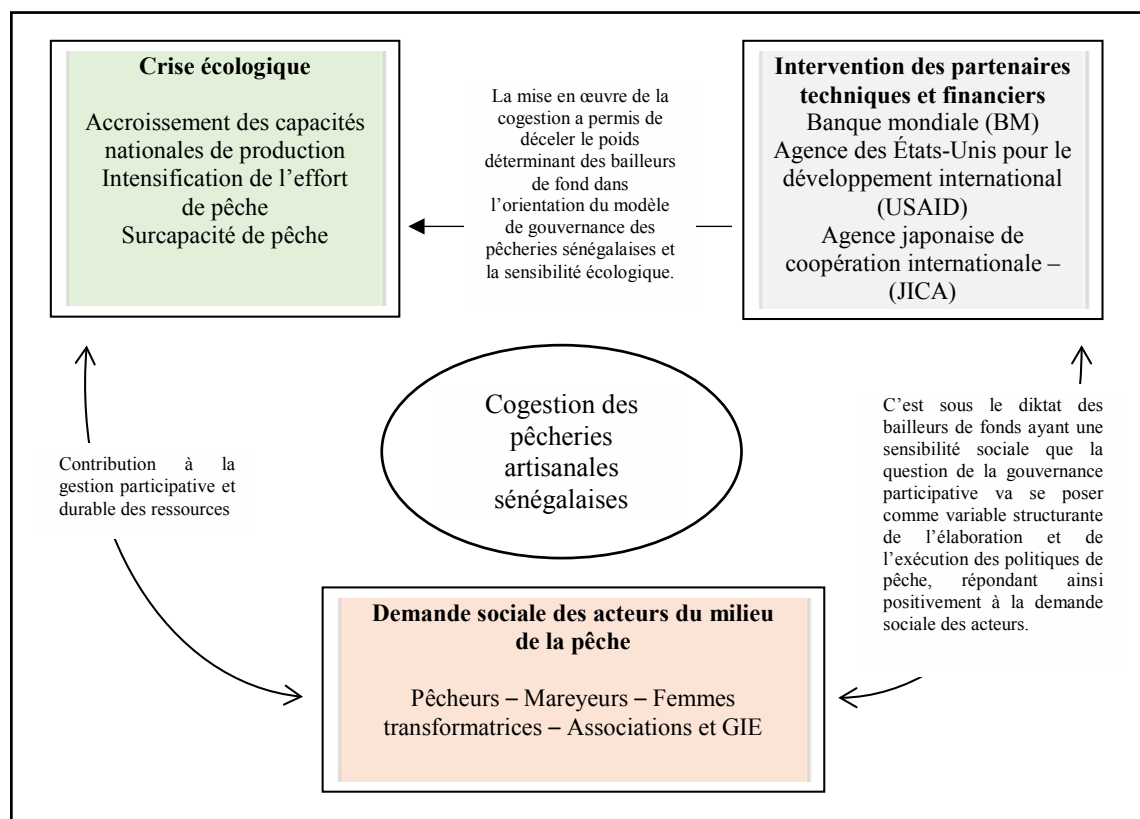 Crise écologique
Accroissement des capacités
nationales de production
Intensification de l’effort
de pêche
Surcapacité de pêche
La mise en œuvre de la
cogestion a permis de
déceler le poids
déterminant des bailleurs
de fond dans
l’orientation du modèle
de gouvernance des
pêcheries sénégalaises et
la sensibilité écologique.
Intervention des partenaires
techniques et financiers
Banque mondiale (BM)
Agence des États-Unis pour le
développement international
(USAID)
Agence japonaise de
coopération internationale –
(JICA)
Cogestion des
pêcheries
artisanales
sénégalaises
Contribution à la
gestion participative et
durable des ressources
C’est sous le diktat des
bailleurs de fonds ayant une
sensibilité sociale que la
question de la gouvernance
participative va se poser
comme variable structurante
de l’élaboration et de
l’exécution des politiques de
pêche, répondant ainsi
positivement à la demande
sociale des acteurs.
Demande sociale des acteurs du milieu
de la pêche
Pêcheurs – Mareyeurs – Femmes
transformatrices – Associations et GIE